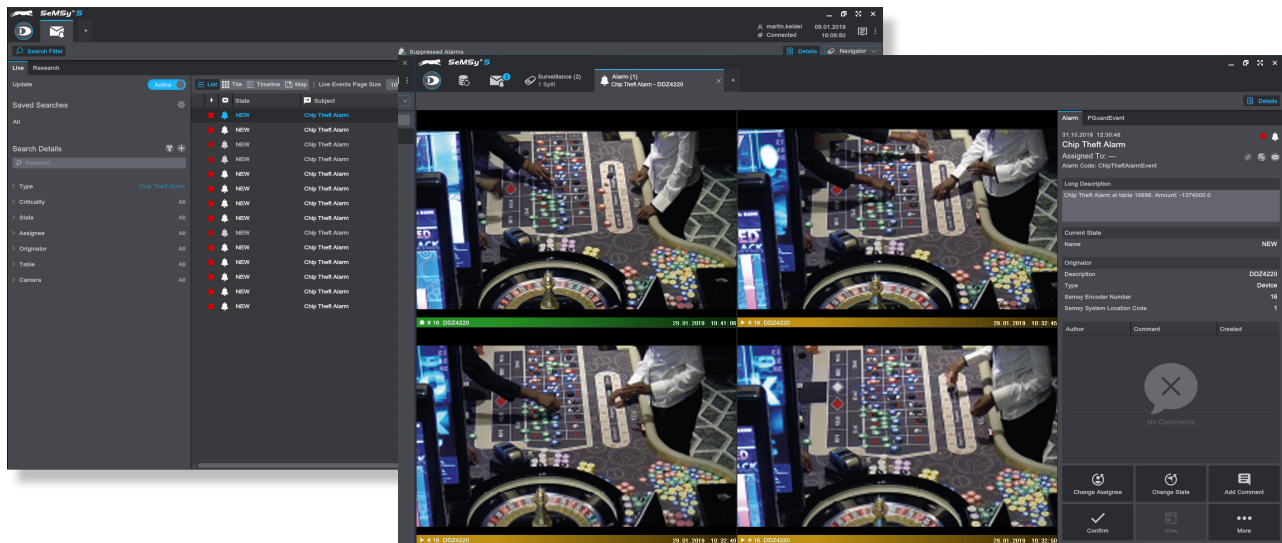 SeMSy® 5
martin.keidel 09.01.2019
Connected 16:06:50
Search Filter
Suppressed Alarms
Details
Navigator
Live Research
Update Active
List Tile Timeline Map Live Events Page Size 10
State Subject
Saved Searches
All
Search Details
Keyword...
Type Chip Theft Alarm
Criticality All
State All
Assignee All
Originator All
Table All
Camera All
NEW Chip Theft Alarm
NEW Chip Theft Alarm
NEW Chip Theft Alarm
NEW Chip Theft Alarm
NEW Chip Theft Alarm
NEW Chip Theft Alarm
NEW Chip Theft Alarm
NEW Chip Theft Alarm
NEW Chip Theft Alarm
NEW Chip Theft Alarm
NEW Chip Theft Alarm
NEW Chip Theft Alarm
NEW Chip Theft Alarm
NEW Chip Theft Alarm
SeMSy® 5
2
Surveillance (2)
1 Split
Alarm (1)
Chip Theft Alarm - DDZ4220
Details
# 16 DDZ4220 29.01.2019 10:41:06
# 16 DDZ4220 29.01.2019 10:32:45
# 16 DDZ4220 29.01.2019 10:32:40
# 16 DDZ4220 29.01.2019 10:32:50
Alarm PGuardEvent
31.10.2018 12:30:48
Chip Theft Alarm
Assigned To: ---
Alarm Code: ChipTheftAlarmEvent
Long Description
Chip Theft Alarm at table 16986. Amount: -1374000.0
Current State
Name NEW
Originator
Description DDZ4220
Type Device
Semsy Encoder Number 16
Semsy System Location Code 1
Author Comment Created
No Comments
Change Assignee Change State Add Comment
Confirm View More